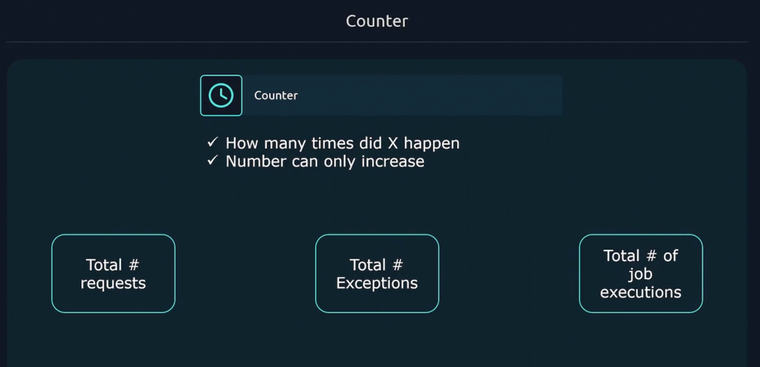 Counter
Counter
✓ How many times did X happen
✓ Number can only increase
Total #
requests
Total #
Exceptions
Total # of
job
executions